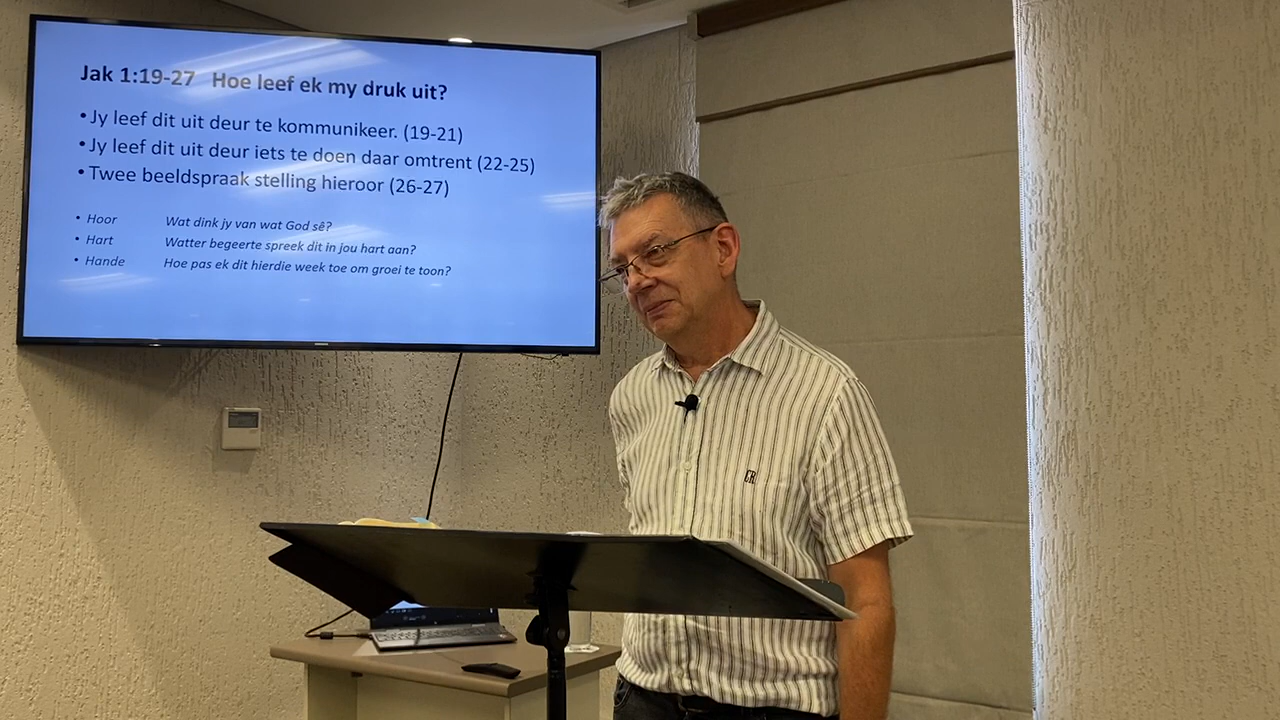 Jak 1:19-27 Hoe leef ek my druk uit?
• Jy leef dit uit deur te kommunikeer. (19-21)
• Jy leef dit uit deur iets te doen daar omtrent (22-25)
• Twee beeldspraak stelling hieroor (26-27)
• Hoor Wat dink jy van wat God sê?
• Hart Watter begeerte spreek dit in jou hart aan?
• Hande Hoe pas ek dit hierdie week toe om groei te toon?
SAMSUNG
CR